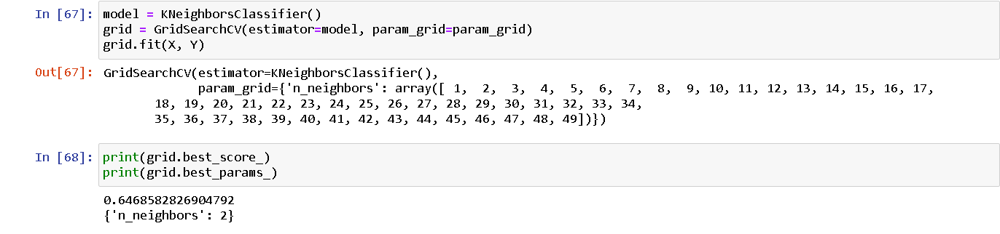 In [67]: model = KNeighborsClassifier()
grid = GridSearchCV(estimator=model, param_grid=param_grid)
grid.fit(X, Y)
Out[67]: GridSearchCV(estimator=KNeighborsClassifier(),
param_grid={'n_neighbors': array([ 1,  2,  3,  4,  5,  6,  7,  8,  9, 10, 11, 12, 13, 14, 15, 16, 17,
18, 19, 20, 21, 22, 23, 24, 25, 26, 27, 28, 29, 30, 31, 32, 33, 34,
35, 36, 37, 38, 39, 40, 41, 42, 43, 44, 45, 46, 47, 48, 49])})
In [68]: print(grid.best_score_)
print(grid.best_params_)
0.6468582826904792
{'n_neighbors': 2}